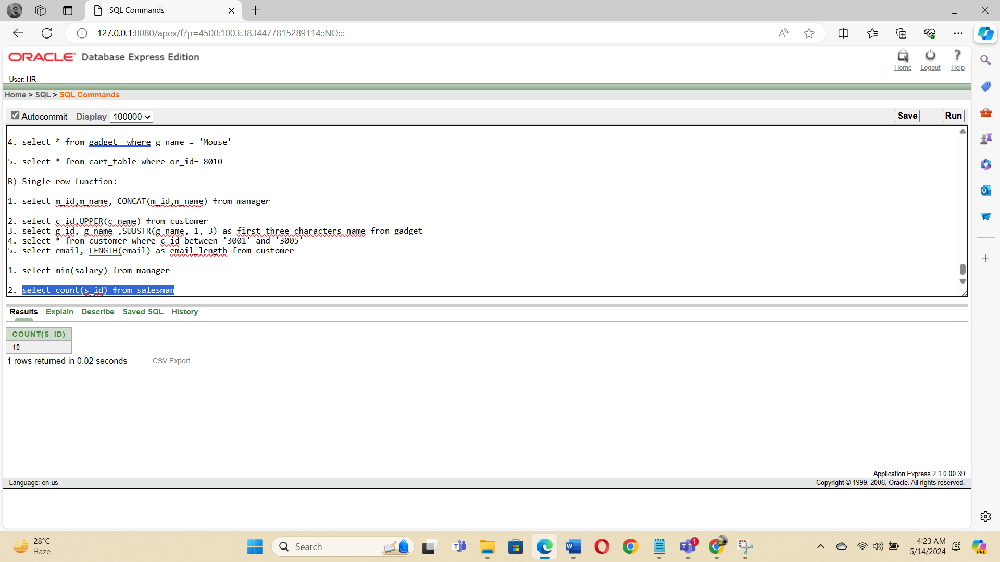 SQL Commands
127.0.0.1:8080/apex/f?p=4500:1003:3834477815289114::NO:::
ORACLE Database Express Edition
Home Logout Help
User: HR
Home > SQL > SQL Commands
Autocommit Display 100000 Save Run
4. select * from gadget  where g_name = 'Mouse'
5. select * from cart_table where or_id= 8010
B) Single row function:
1. select m_id,m_name, CONCAT(m_id,m_name) from manager
2. select c_id,UPPER(c_name) from customer
3. select g_id, g_name ,SUBSTR(g_name, 1, 3) as first_three_characters_name from gadget
4. select * from customer where c_id between '3001' and '3005'
5. select email, LENGTH(email) as email_length from customer
1. select min(salary) from manager
2. select count(s_id) from salesman
Results Explain Describe Saved SQL History
COUNT(S_ID)
10
1 rows returned in 0.02 seconds CSV Export
Application Express 2.1.0.00.39
Language: en-us Copyright © 1999, 2006, Oracle. All rights reserved.
28°C
Haze
Search
1
4:23 AM
5/14/2024
PRE